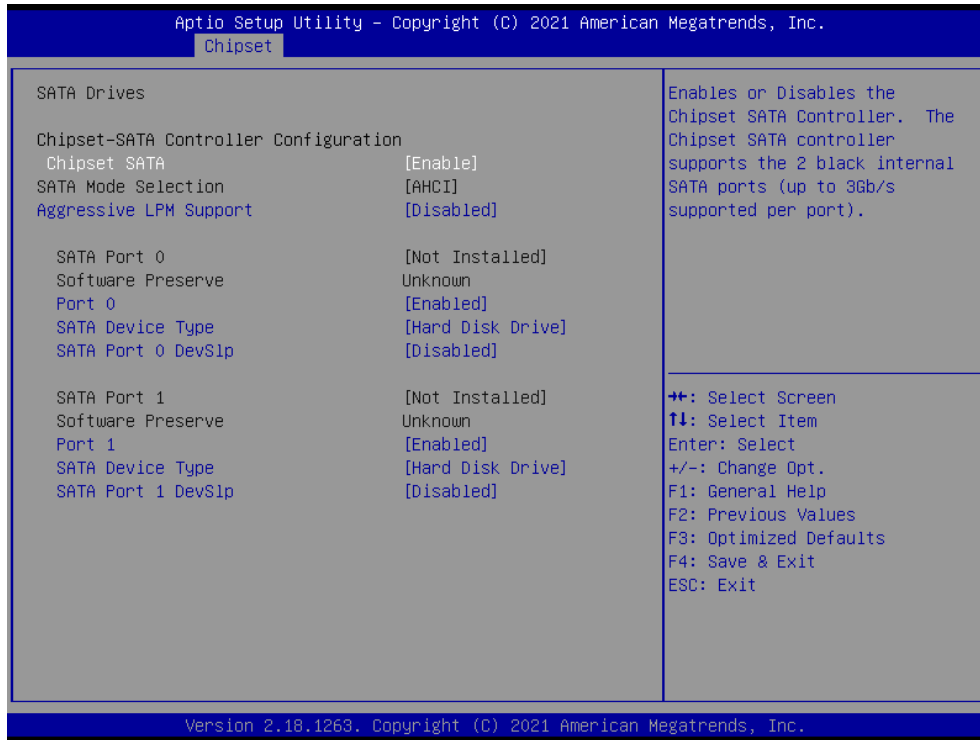 Aptio Setup Utility – Copyright (C) 2021 American Megatrends, Inc.
Chipset
SATA Drives
Chipset-SATA Controller Configuration
Chipset SATA [Enable]
SATA Mode Selection [AHCI]
Aggressive LPM Support [Disabled]
SATA Port 0 [Not Installed]
Software Preserve Unknown
Port 0 [Enabled]
SATA Device Type [Hard Disk Drive]
SATA Port 0 DevSlp [Disabled]
SATA Port 1 [Not Installed]
Software Preserve Unknown
Port 1 [Enabled]
SATA Device Type [Hard Disk Drive]
SATA Port 1 DevSlp [Disabled]
Enables or Disables the
Chipset SATA Controller. The
Chipset SATA controller
supports the 2 black internal
SATA ports (up to 3Gb/s
supported per port).
→←: Select Screen
↑↓: Select Item
Enter: Select
+/-: Change Opt.
F1: General Help
F2: Previous Values
F3: Optimized Defaults
F4: Save & Exit
ESC: Exit
Version 2.18.1263. Copyright (C) 2021 American Megatrends, Inc.